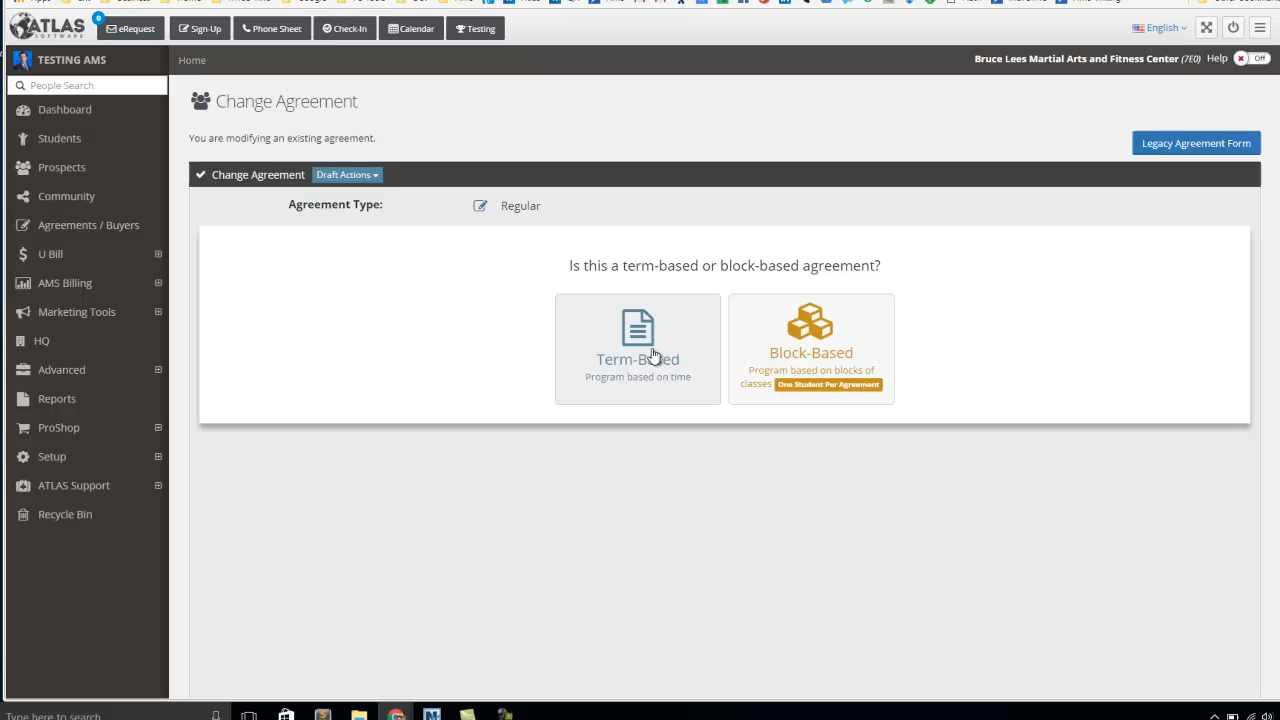 ATLAS
SOFTWARE
0
eRequest
Sign-Up
Phone Sheet
Check-In
Calendar
Testing
English
TESTING AMS
Home
Bruce Lees Martial Arts and Fitness Center (7E0) Help
Off
People Search
Dashboard
Students
Prospects
Community
Agreements / Buyers
U Bill
AMS Billing
Marketing Tools
HQ
Advanced
Reports
ProShop
Setup
ATLAS Support
Recycle Bin
Change Agreement
You are modifying an existing agreement.
Legacy Agreement Form
Change Agreement
Draft Actions
Agreement Type:
Regular
Is this a term-based or block-based agreement?
Term-Based
Program based on time
Block-Based
Program based on blocks of
classes One Student Per Agreement
Type here to search